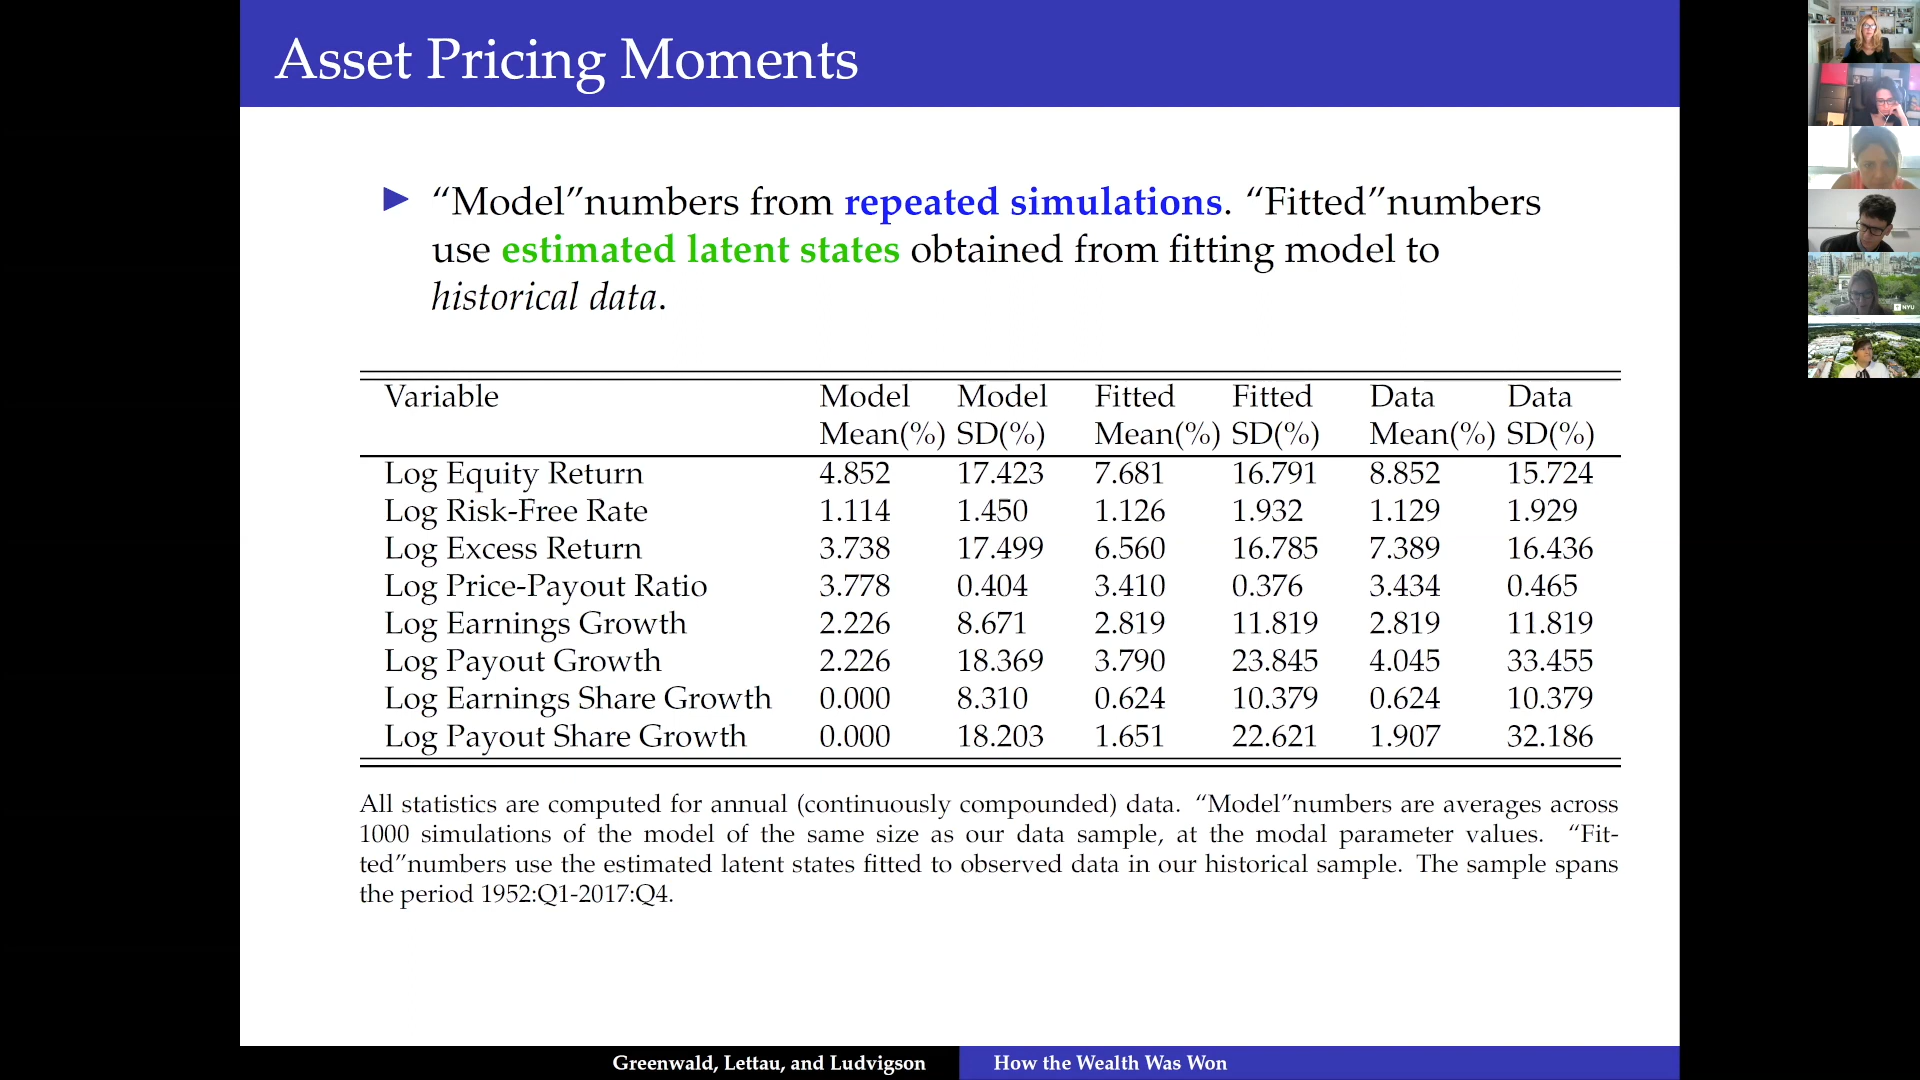 Asset Pricing Moments
“Model”numbers from repeated simulations. “Fitted”numbers
use estimated latent states obtained from fitting model to
historical data.
Variable Model Model Fitted Fitted Data Data
Mean(%) SD(%) Mean(%) SD(%) Mean(%) SD(%)
Log Equity Return 4.852 17.423 7.681 16.791 8.852 15.724
Log Risk-Free Rate 1.114 1.450 1.126 1.932 1.129 1.929
Log Excess Return 3.738 17.499 6.560 16.785 7.389 16.436
Log Price-Payout Ratio 3.778 0.404 3.410 0.376 3.434 0.465
Log Earnings Growth 2.226 8.671 2.819 11.819 2.819 11.819
Log Payout Growth 2.226 18.369 3.790 23.845 4.045 33.455
Log Earnings Share Growth 0.000 8.310 0.624 10.379 0.624 10.379
Log Payout Share Growth 0.000 18.203 1.651 22.621 1.907 32.186
All statistics are computed for annual (continuously compounded) data. “Model”numbers are averages across
1000 simulations of the model of the same size as our data sample, at the modal parameter values. “Fit-
ted”numbers use the estimated latent states fitted to observed data in our historical sample. The sample spans
the period 1952:Q1-2017:Q4.
Greenwald, Lettau, and Ludvigson How the Wealth Was Won
NYU